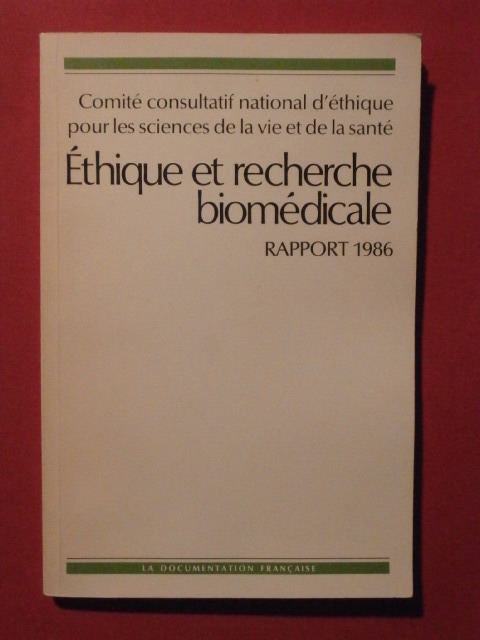 Comité consultatif national d'éthique
pour les sciences de la vie et de la santé
Éthique et recherche
biomédicale
RAPPORT 1986
LA DOCUMENTATION FRANÇAISE